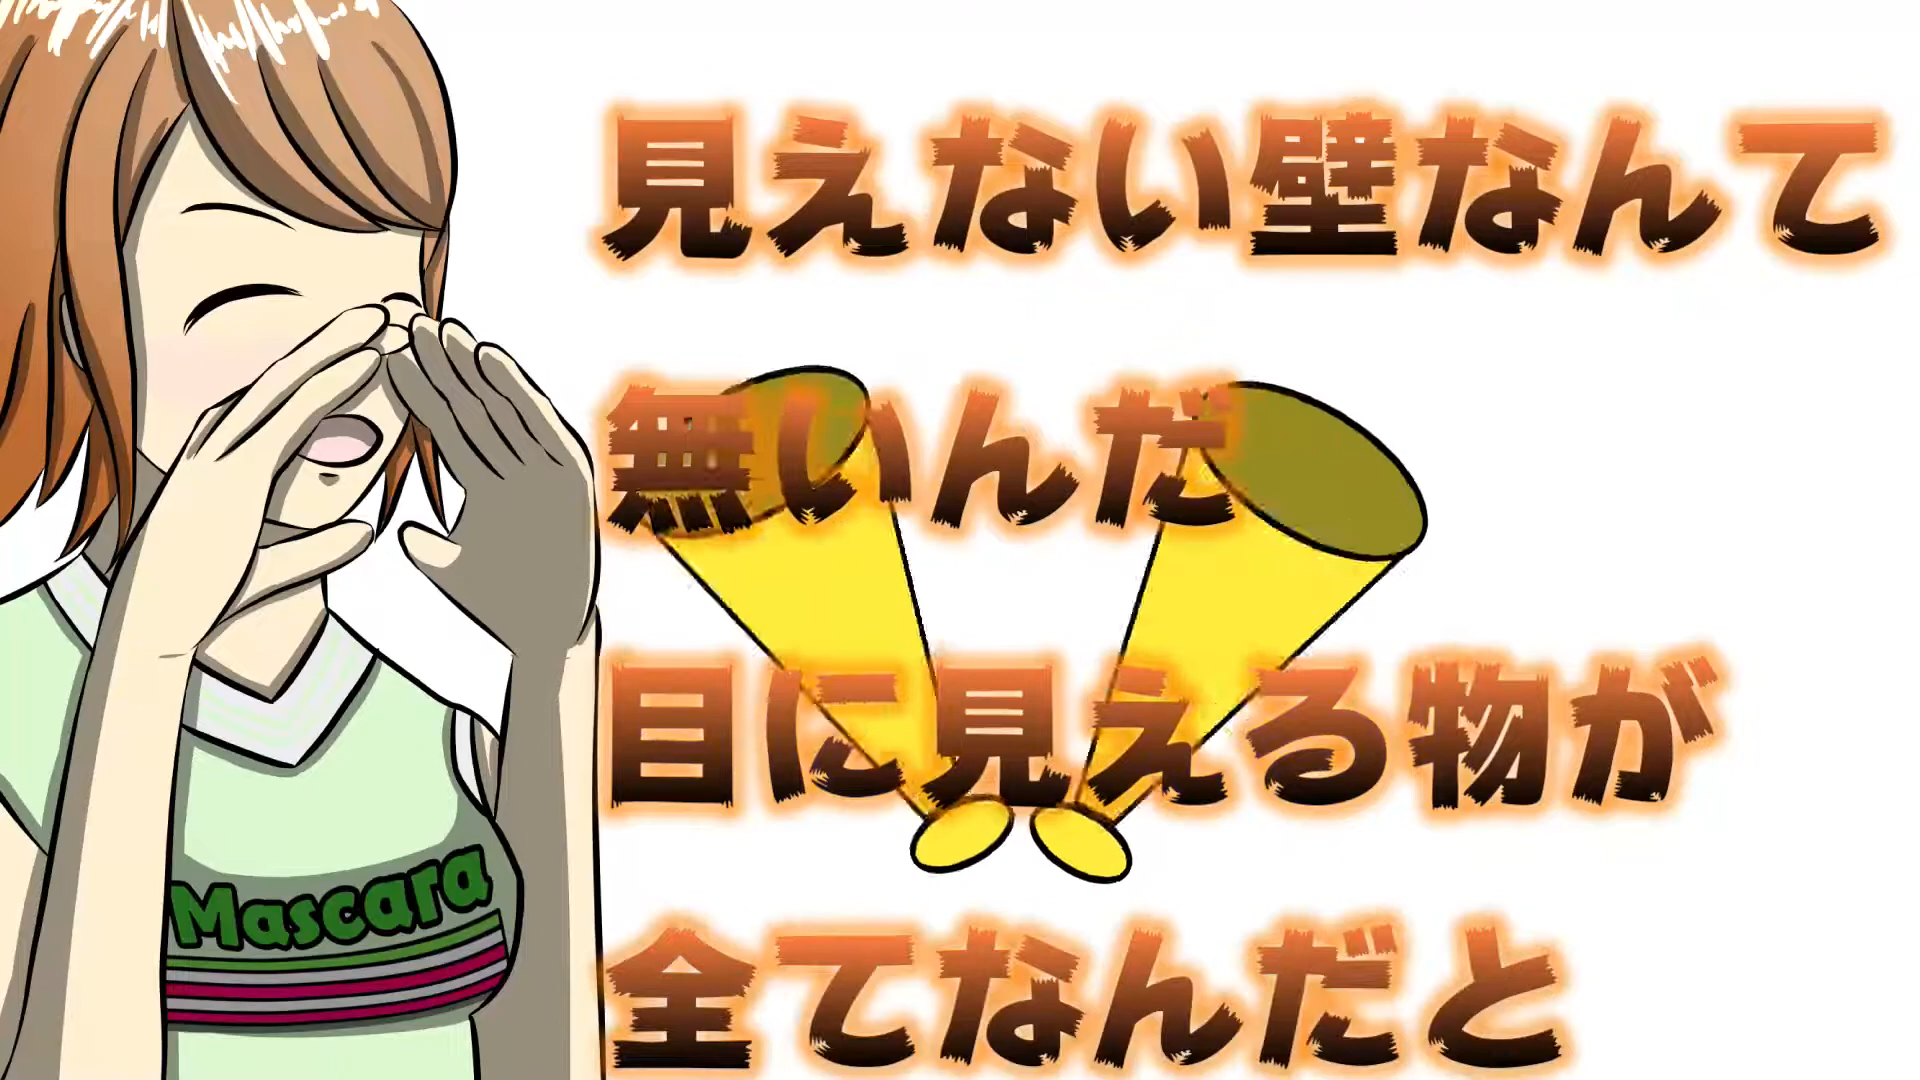 見えない壁なんて
無いんだ
目に見える物が
全てなんだと
Mascara